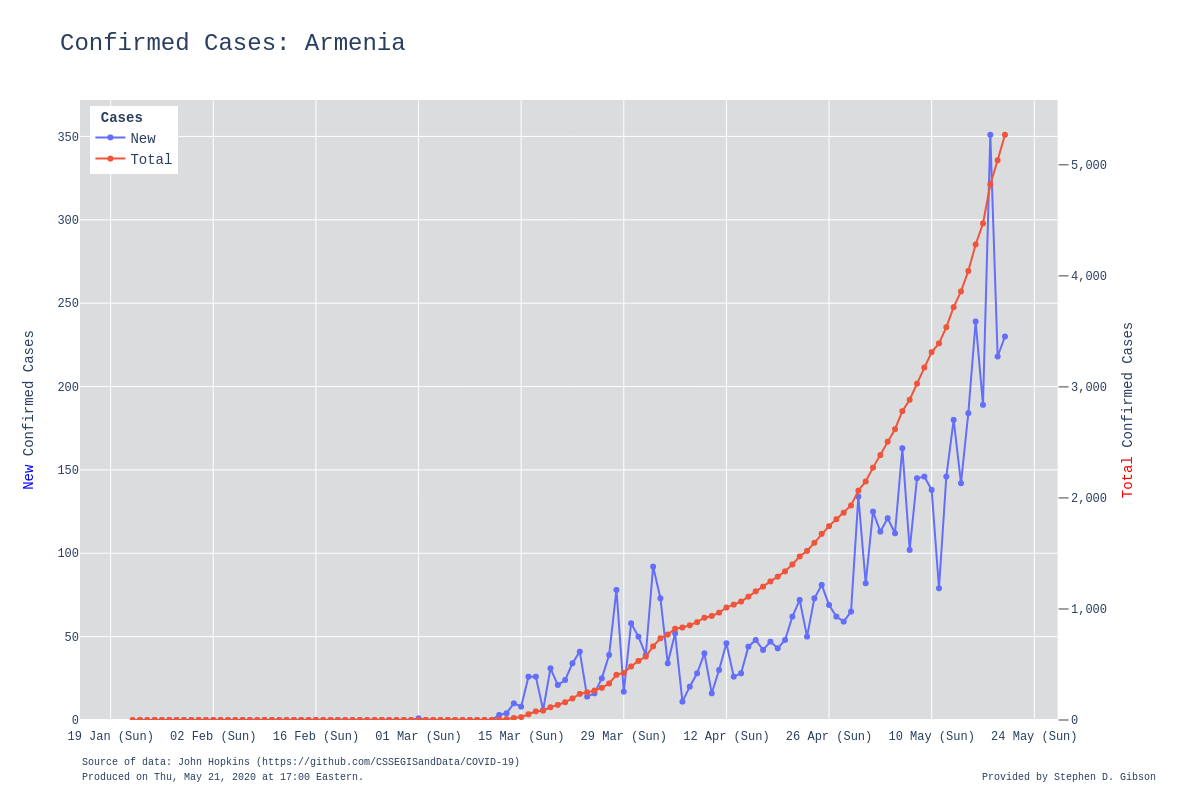 Confirmed Cases: Armenia
Cases
New
Total
350
300
250
200
150
100
50
0
New Confirmed Cases
5,000
4,000
3,000
2,000
1,000
0
Total Confirmed Cases
19 Jan (Sun) 02 Feb (Sun) 16 Feb (Sun) 01 Mar (Sun) 15 Mar (Sun) 29 Mar (Sun) 12 Apr (Sun) 26 Apr (Sun) 10 May (Sun) 24 May (Sun)
Source of data: John Hopkins (https://github.com/CSSEGISandData/COVID-19)
Produced on Thu, May 21, 2020 at 17:00 Eastern.
Provided by Stephen D. Gibson